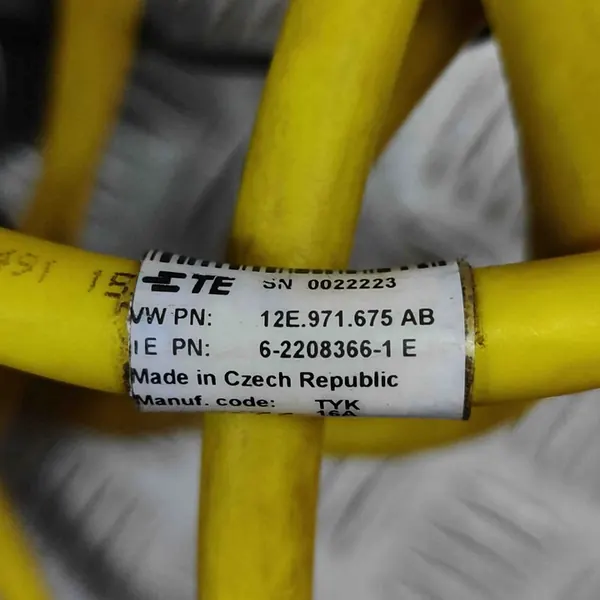 TE SN 0022223
VW PN: 12E.971.675 AB
E PN: 6-2208366-1 E
Made in Czech Republic
Manuf. code: TYK
16A